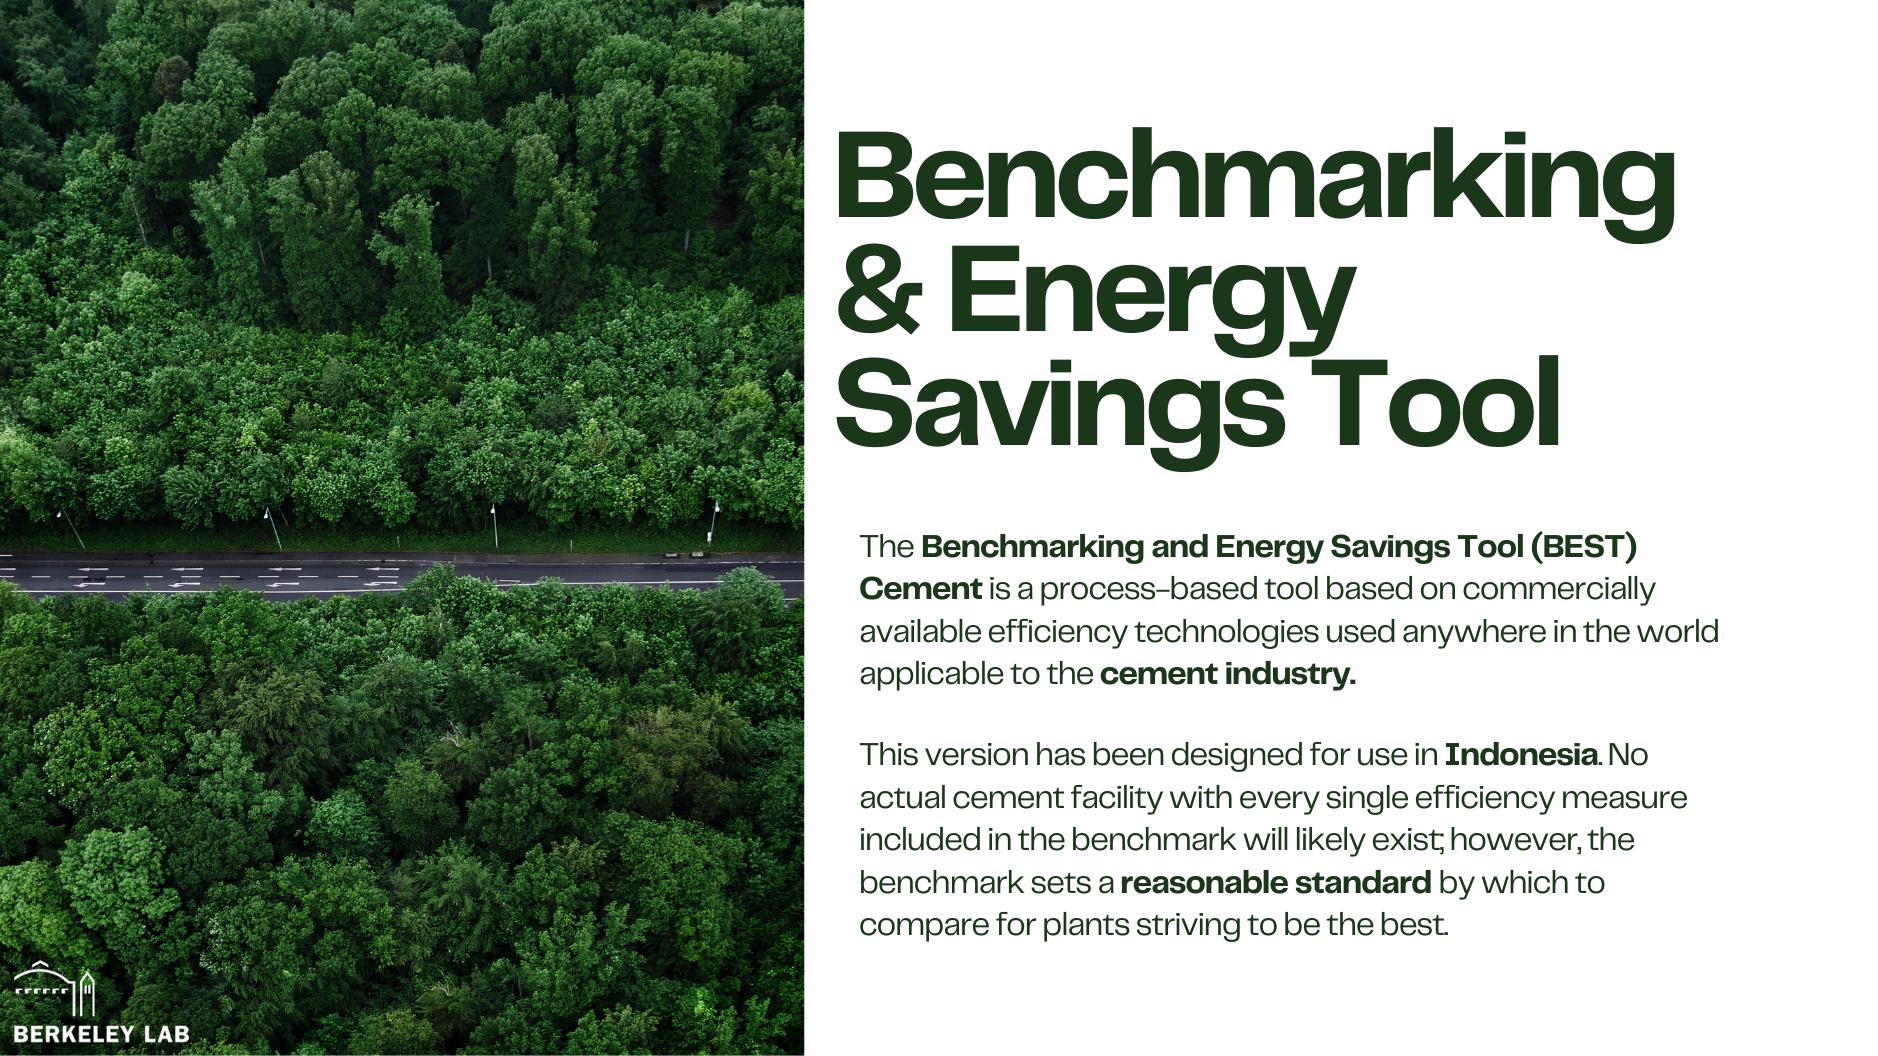 Benchmarking
& Energy
Savings Tool
The Benchmarking and Energy Savings Tool (BEST)
Cement is a process-based tool based on commercially
available efficiency technologies used anywhere in the world
applicable to the cement industry.
This version has been designed for use in Indonesia. No
actual cement facility with every single efficiency measure
included in the benchmark will likely exist; however, the
benchmark sets a reasonable standard by which to
compare for plants striving to be the best.
BERKELEY LAB